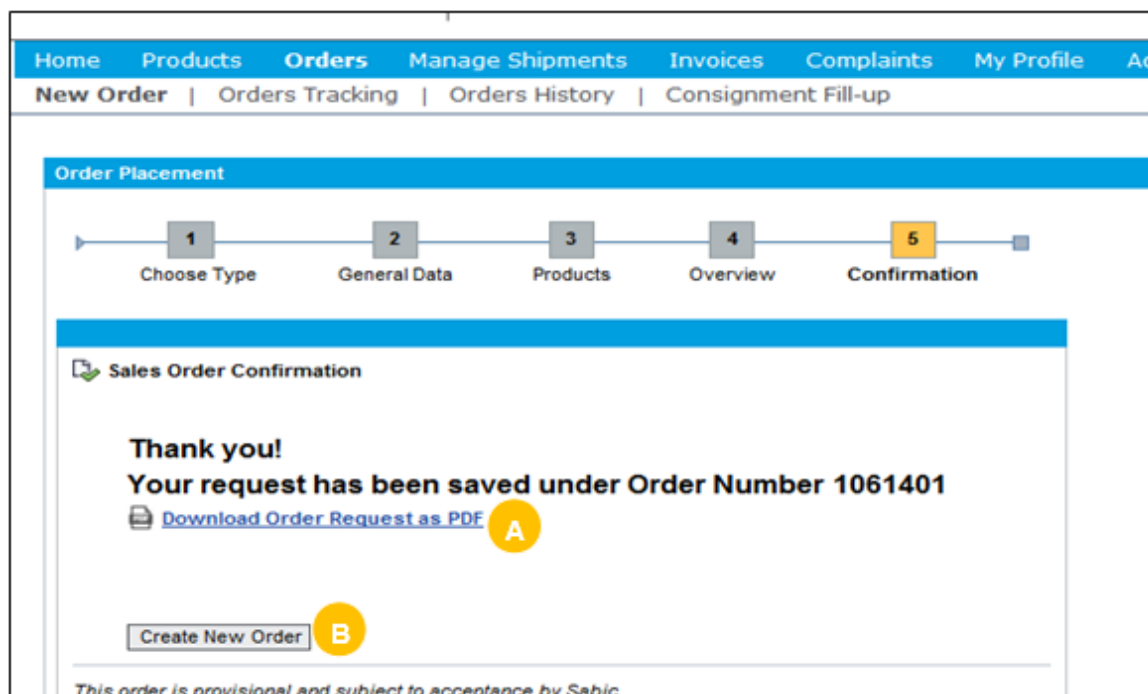 Home Products Orders Manage Shipments Invoices Complaints My Profile
New Order | Orders Tracking | Orders History | Consignment Fill-up
Order Placement
1 2 3 4 5
Choose Type General Data Products Overview Confirmation
Sales Order Confirmation
Thank you!
Your request has been saved under Order Number 1061401
Download Order Request as PDF A
Create New Order B
This order is provisional and subject to acceptance by Sabic